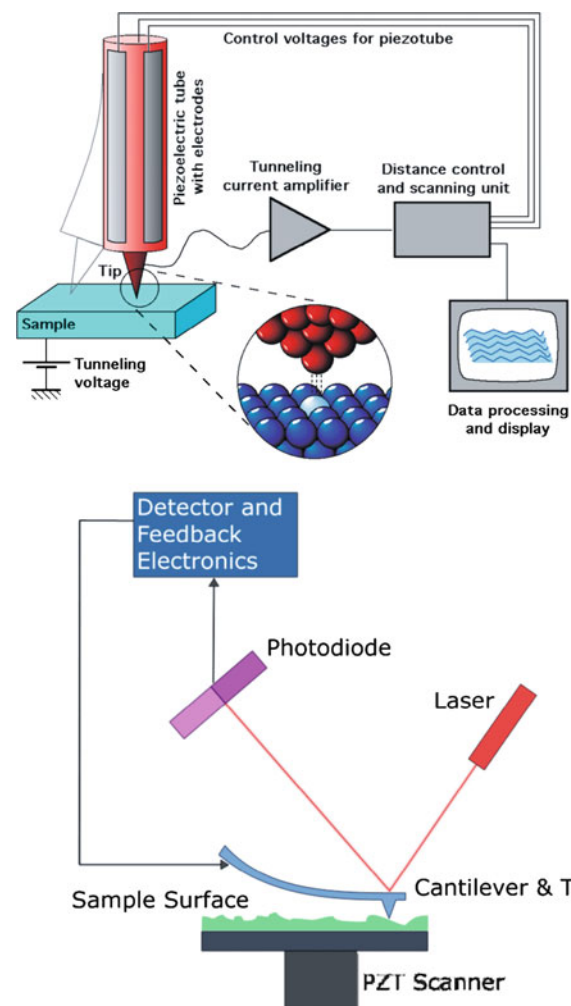 Control voltages for piezotube
Piezoelectric tube
with electrodes
Tunneling
current amplifier
Distance control
and scanning unit
Tip
Sample
Tunneling
voltage
Data processing
and display
Detector and
Feedback
Electronics
Photodiode
Laser
Cantilever & T
Sample Surface
PZT Scanner